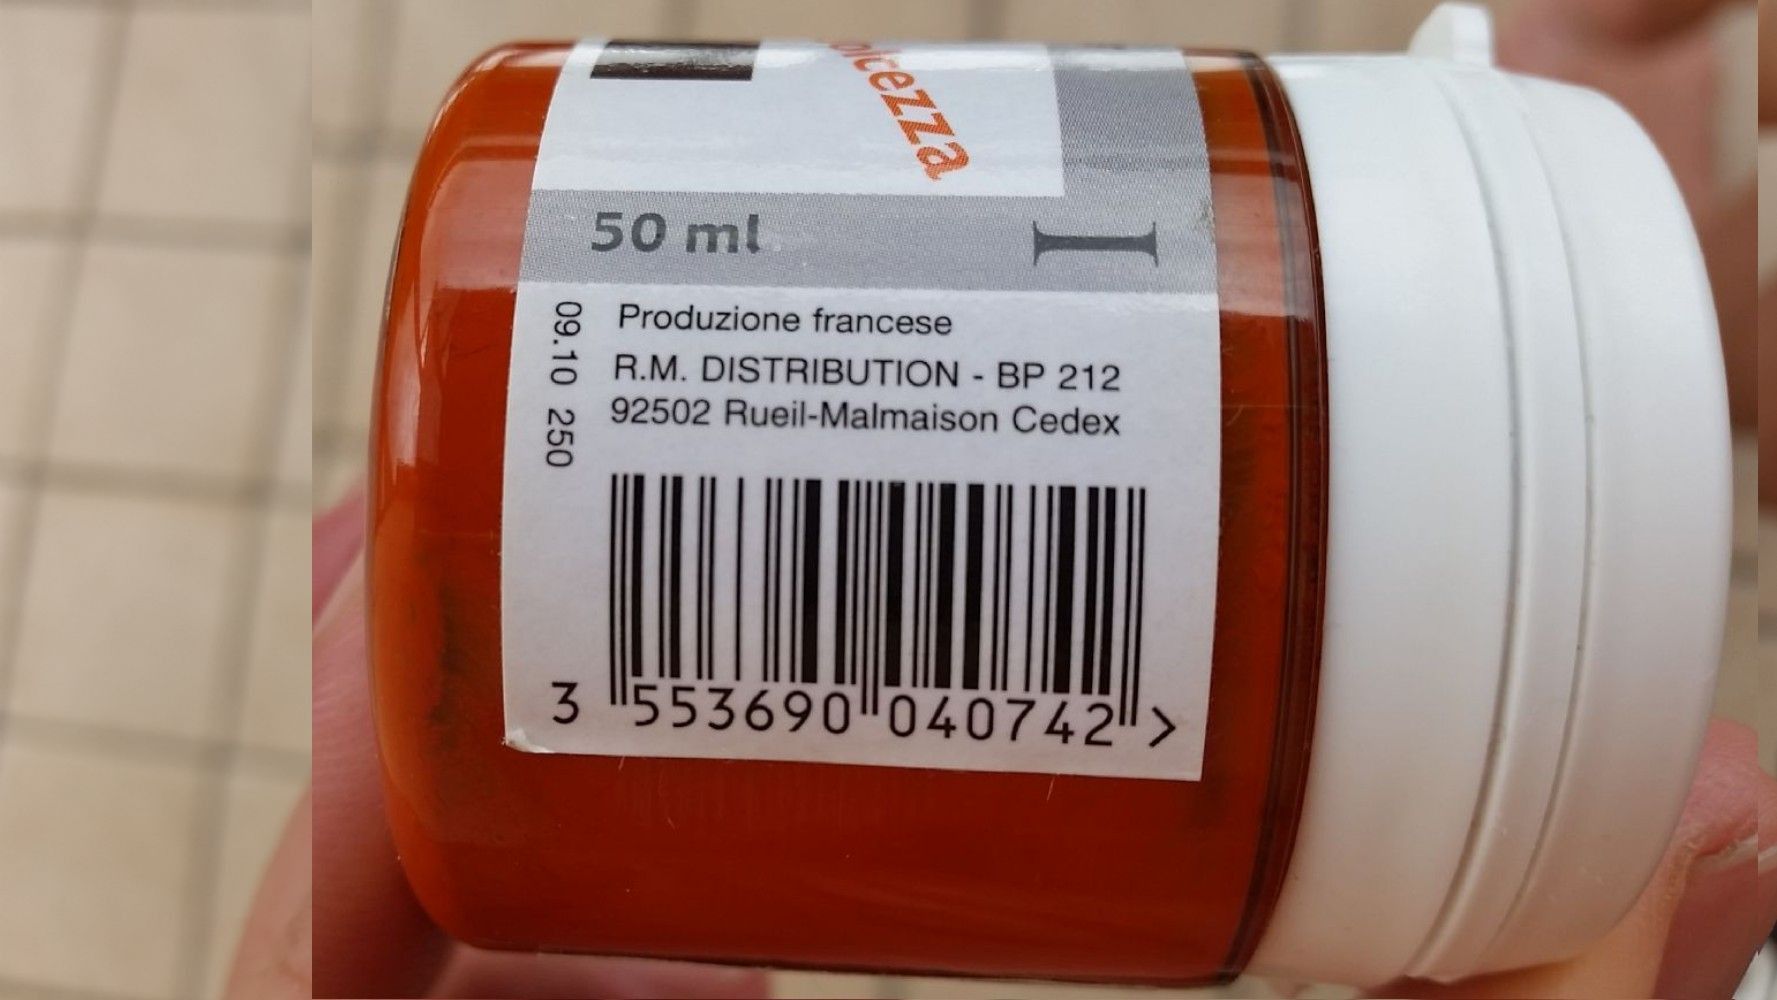 50 ml
I
Produzione francese
R.M. DISTRIBUTION - BP 212
92502 Rueil-Malmaison Cedex
09.10 250
3 553690 040742 >